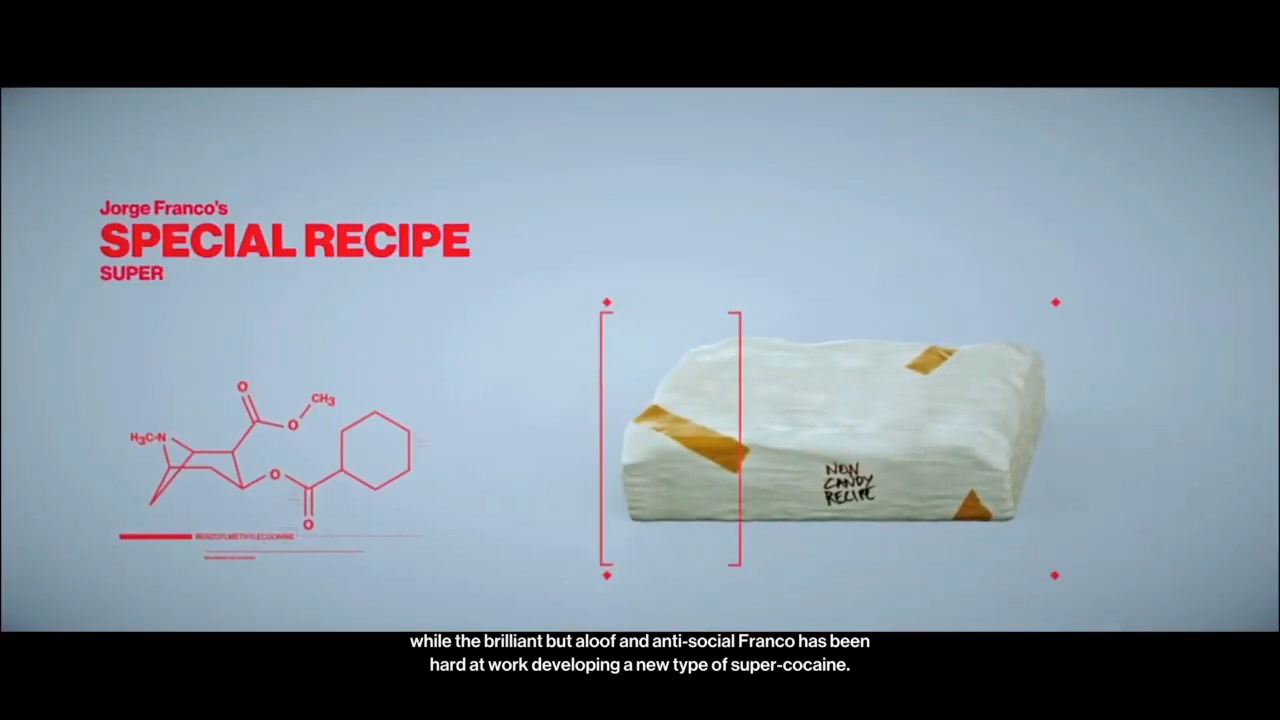 Jorge Franco's
SPECIAL RECIPE
SUPER
O
CH3
O
H3C-N
O
O
BENZOYLMETHYLECGONINE
NEW
CANDY
RECIPE
while the brilliant but aloof and anti-social Franco has been
hard at work developing a new type of super-cocaine.